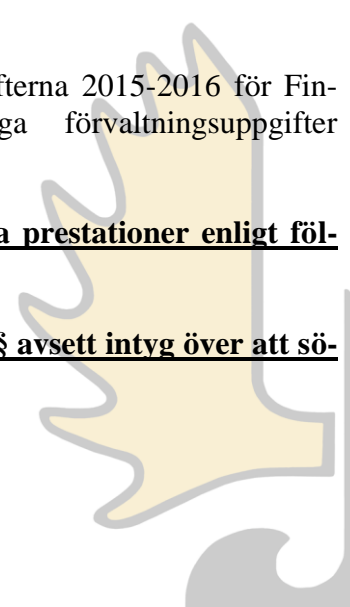 fterna 2015-2016 för Fin-
ga förvaltningsuppgifter
a prestationer enligt föl-
§ avsett intyg över att sö-